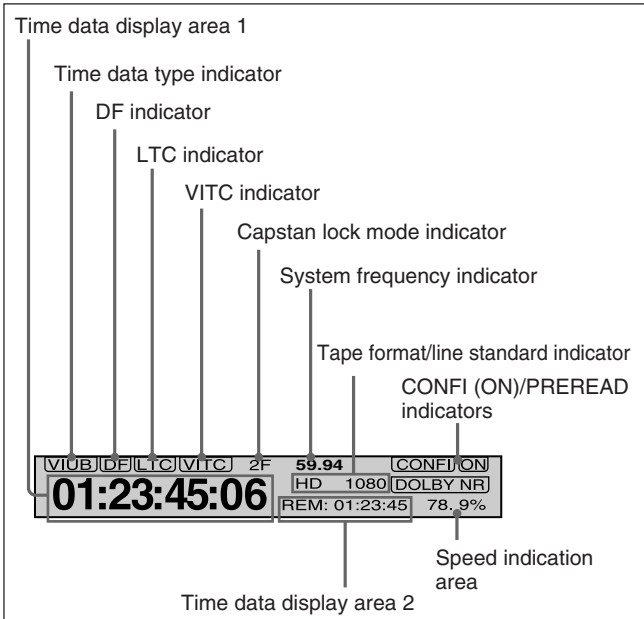 Time data display area 1
Time data type indicator
DF indicator
LTC indicator
VITC indicator
Capstan lock mode indicator
System frequency indicator
Tape format/line standard indicator
CONFI (ON)/PREREAD
indicators
VIUB DF LTC VITC 2F 59.94 CONFI ON
01:23:45:06 HD 1080 DOLBY NR
REM: 01:23:45 78. 9%
Speed indication
area
Time data display area 2